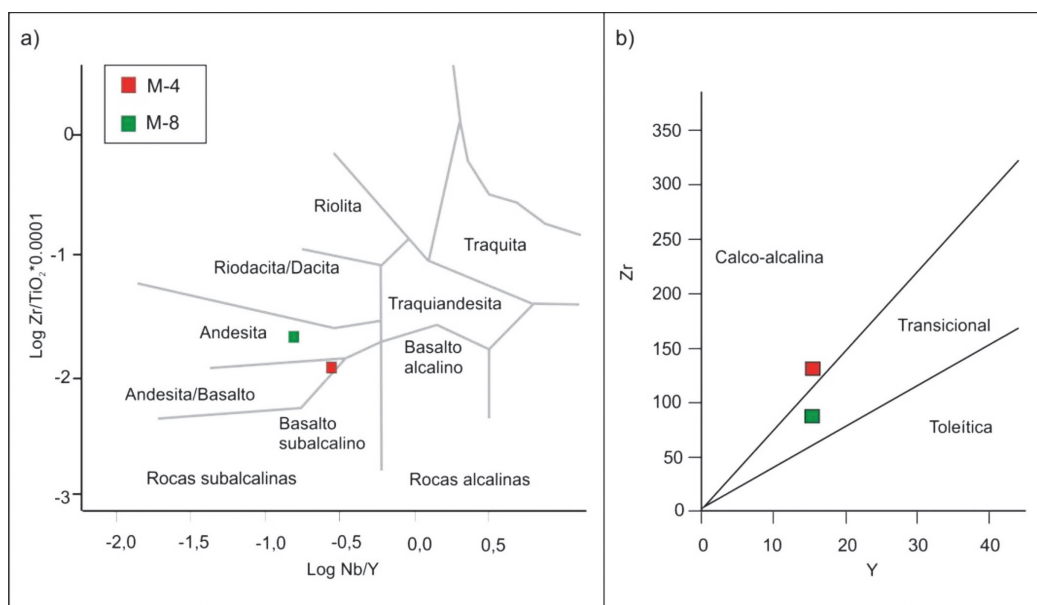 a)
M-4
M-8
0
-1
-2
-3
Log Zr/TiO₂*0.0001
Riolita
Traquita
Riodacita/Dacita
Traquiandesita
Andesita
Basalto
alcalino
Andesita/Basalto
Basalto
subalcalino
Rocas subalcalinas
Rocas alcalinas
-2,0
-1,5
-1,0
-0,5
0,0
0,5
Log Nb/Y
b)
350
300
250
200
150
100
50
0
Zr
Calco-alcalina
Transicional
Toleítica
0
10
20
30
40
Y